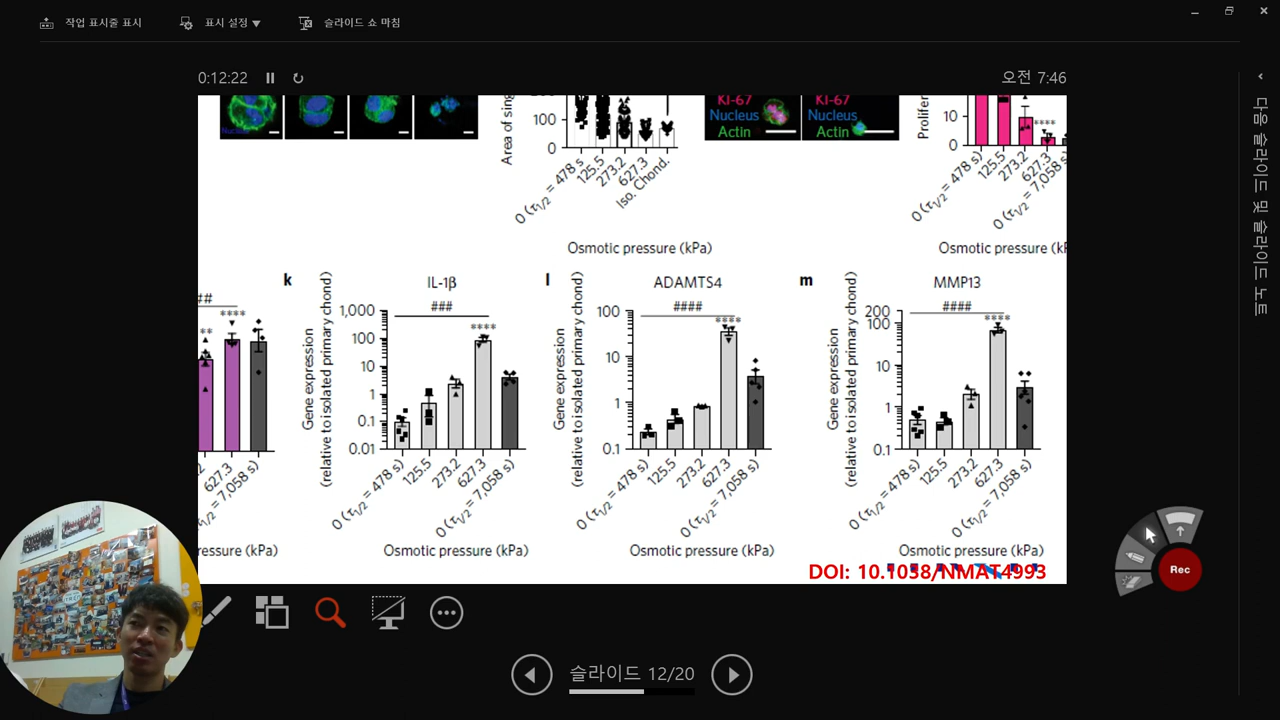 작업 표시줄 표시
표시 설정 ▼
슬라이드 쇼 마침
0:12:22
오전 7:46
다음 슬라이드 및 슬라이드 노트
Nucleus
Area of sing
100
0
0 (τ1/2 = 478 s)
125.5
273.2
627.3
Iso. Chond.
Osmotic pressure (kPa)
KI-67
Nucleus
Actin
KI-67
Nucleus
Actin
Prolifer
10
0
****
0 (τ1/2 = 478 s)
125.5
273.2
627.3
0 (τ1/2 = 7,058 s)
Osmotic pressure (kP
##
****
**
627.3
τ1/2 = 7,058 s)
ressure (kPa)
k
IL-1β
###
****
Gene expression
(relative to isolated primary chond)
1,000
100
10
1
0.1
0.01
0 (τ1/2 = 478 s)
125.5
273.2
627.3
0 (τ1/2 = 7,058 s)
Osmotic pressure (kPa)
l
ADAMTS4
####
****
Gene expression
(relative to isolated primary chond)
100
10
1
0.1
0 (τ1/2 = 478 s)
125.5
273.2
627.3
0 (τ1/2 = 7,058 s)
Osmotic pressure (kPa)
m
MMP13
####
****
Gene expression
(relative to isolated primary chond)
200
100
10
1
0.1
0 (τ1/2 = 478 s)
125.5
273.2
627.3
0 (τ1/2 = 7,058 s)
Osmotic pressure (kPa)
DOI: 10.1038/NMAT4993
Rec
슬라이드 12/20